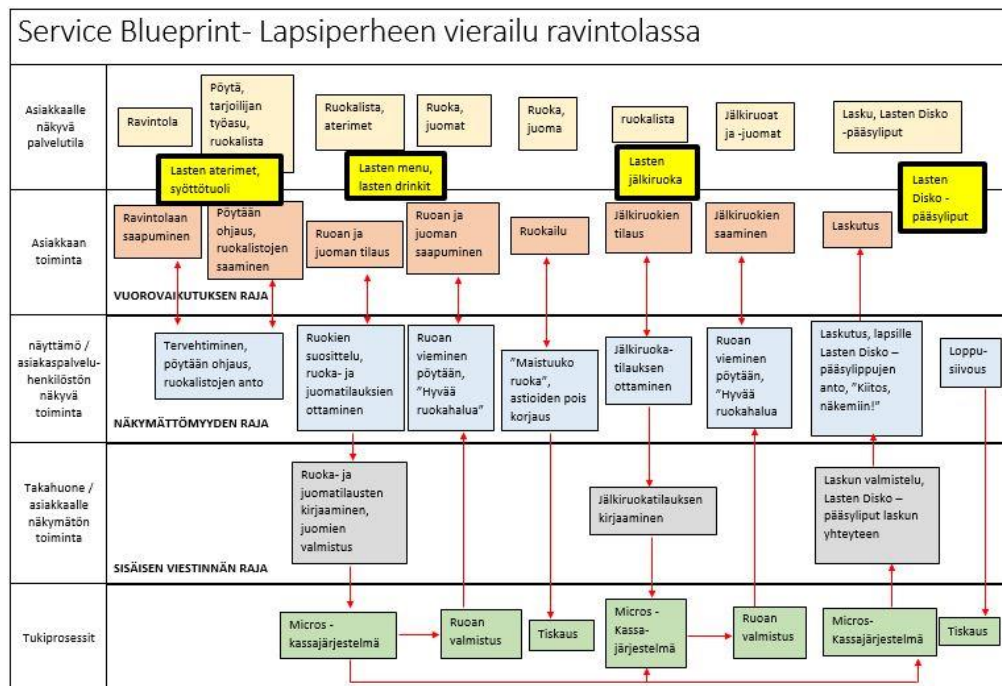 Service Blueprint- Lapsiperheen vierailu ravintolassa
Asiakkaalle
näkyvä
palvelutila
Ravintola
Pöytä,
tarjoilijan
työasu,
ruokalista
Ruokalista,
aterimet
Ruoka,
juomat
Ruoka,
juoma
ruokalista
Jälkiruoat
ja -juomat
Lasku, Lasten Disko
-pääsyliput
Lasten aterimet,
syöttötuoli
Lasten menu,
lasten drinkit
Lasten
jälkiruoka
Lasten
Disko -
pääsyliput
Asiakkaan
toiminta
Ravintolaan
saapuminen
Pöytään
ohjaus,
ruokalistojen
saaminen
Ruoan ja
juoman tilaus
Ruoan ja
juoman
saapuminen
Ruokailu
Jälkiruokien
tilaus
Jälkiruokien
saaminen
Laskutus
VUOROVAIKUTUKSEN RAJA
näyttämö /
asiakaspalvelu-
henkilöstön
näkyvä
toiminta
Tervehtiminen,
pöytään ohjaus,
ruokalistojen anto
Ruokien
suosittelu,
ruoka- ja
juomatilauksien
ottaminen
Ruoan
vieminen
pöytään,
"Hyvää
ruokahalua"
"Maistuuko
ruoka",
astioiden pois
korjaus
Jälkiruoka-
tilauksen
ottaminen
Ruoan
vieminen
pöytään,
"Hyvää
ruokahalua
Laskutus, lapsille
Lasten Disko –
pääsylippujen
anto, "Kiitos,
näkemiin!"
Loppu-
siivous
NÄKYMÄTTÖMYYDEN RAJA
Takahuone /
asiakkaalle
näkymätön
toiminta
Ruoka- ja
juomatilausten
kirjaaminen,
juomien
valmistus
Jälkiruokatilauksen
kirjaaminen
Laskun valmistelu,
Lasten Disko –
pääsyliput laskun
yhteyteen
SISÄISEN VIESTINNÄN RAJA
Tukiprosessit
Micros -
kassajärjestelmä
Ruoan
valmistus
Tiskaus
Micros -
Kassa-
järjestelmä
Ruoan
valmistus
Micros-
Kassajärjestelmä
Tiskaus